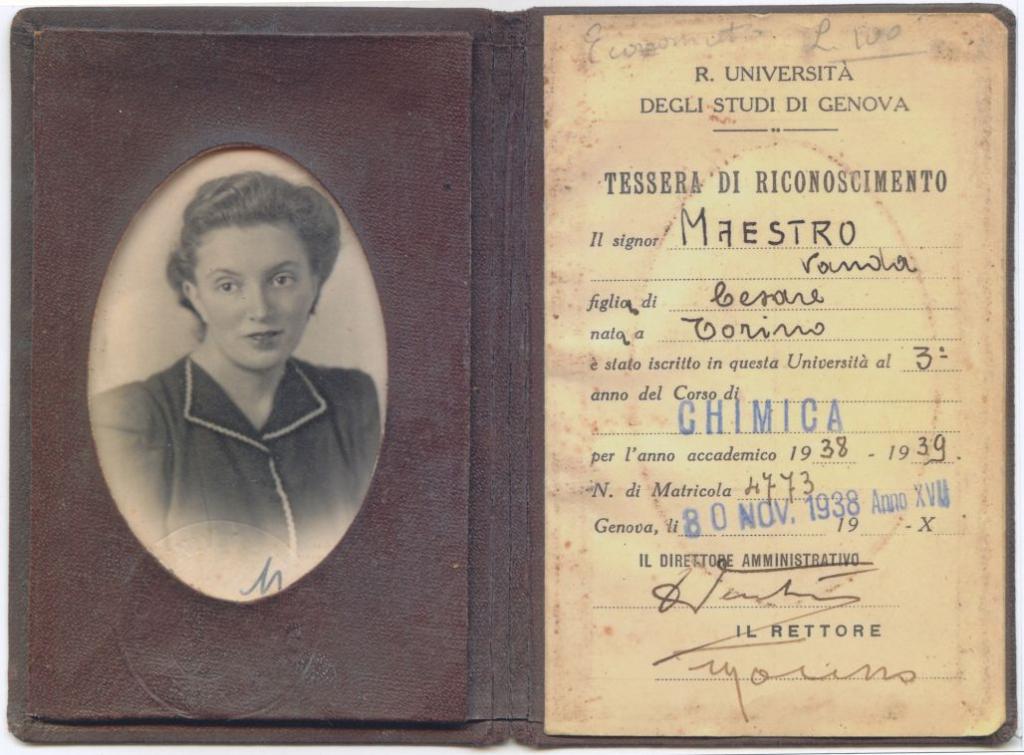 L. 100
R. UNIVERSITÀ
DEGLI STUDI DI GENOVA
TESSERA DI RICONOSCIMENTO
Il signor MAESTRO
Vanda
figlia di Cesare
nata a Torino
è stato iscritto in questa Università al 3º
anno del Corso di
CHIMICA
per l'anno accademico 1938 - 1939.
N. di Matricola 4773
Genova, li 30 NOV. 1938 Anno XVII 19 -X
IL DIRETTORE AMMINISTRATIVO
IL RETTORE